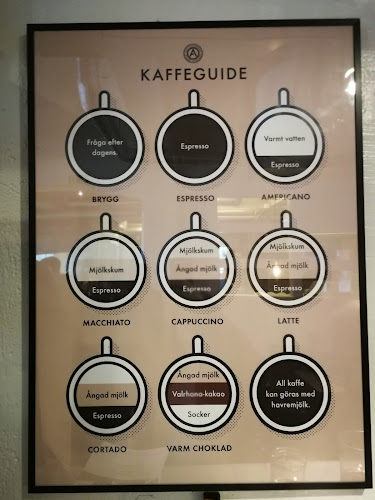 A
KAFFEGUIDE
Fråga efter
dagens.
BRYGG
Espresso
ESPRESSO
Varmt vatten
Espresso
AMERICANO
Mjölkskum
Espresso
MACCHIATO
Mjölkskum
Ångad mjölk
Espresso
CAPPUCCINO
Mjölkskum
Ångad mjölk
Espresso
LATTE
Ångad mjölk
Espresso
CORTADO
Ångad mjölk
Valrhona-kakao
Socker
VARM CHOKLAD
All kaffe
kan göras med
havremjölk.